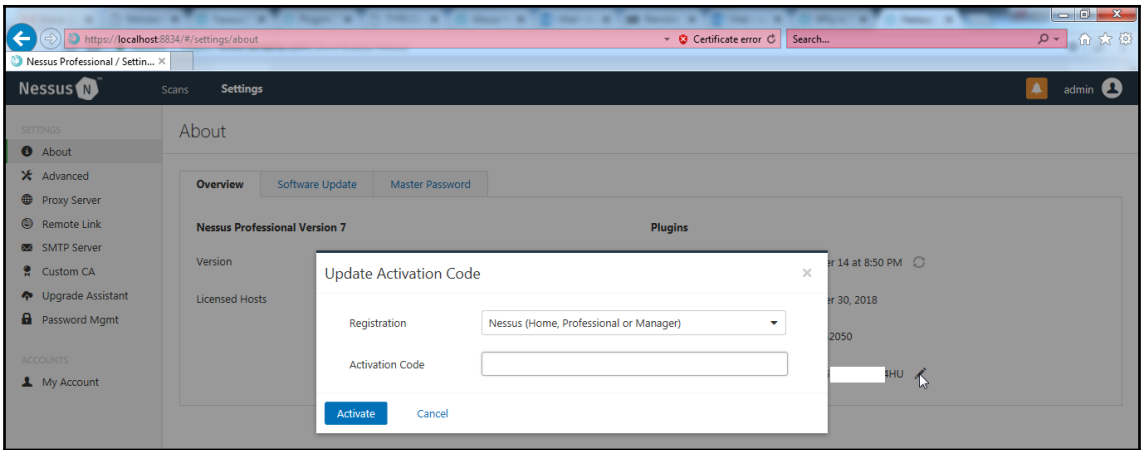 https://localhost:8834/#/settings/about
Certificate error
Search...
Nessus Professional / Settin...
Nessus N
Scans
Settings
admin
SETTINGS
About
Advanced
Proxy Server
Remote Link
SMTP Server
Custom CA
Upgrade Assistant
Password Mgmt
ACCOUNTS
My Account
About
Overview
Software Update
Master Password
Nessus Professional Version 7
Plugins
Version
er 14 at 8:50 PM
Licensed Hosts
er 30, 2018
2050
4HU
Update Activation Code
Registration
Nessus (Home, Professional or Manager)
Activation Code
Activate
Cancel